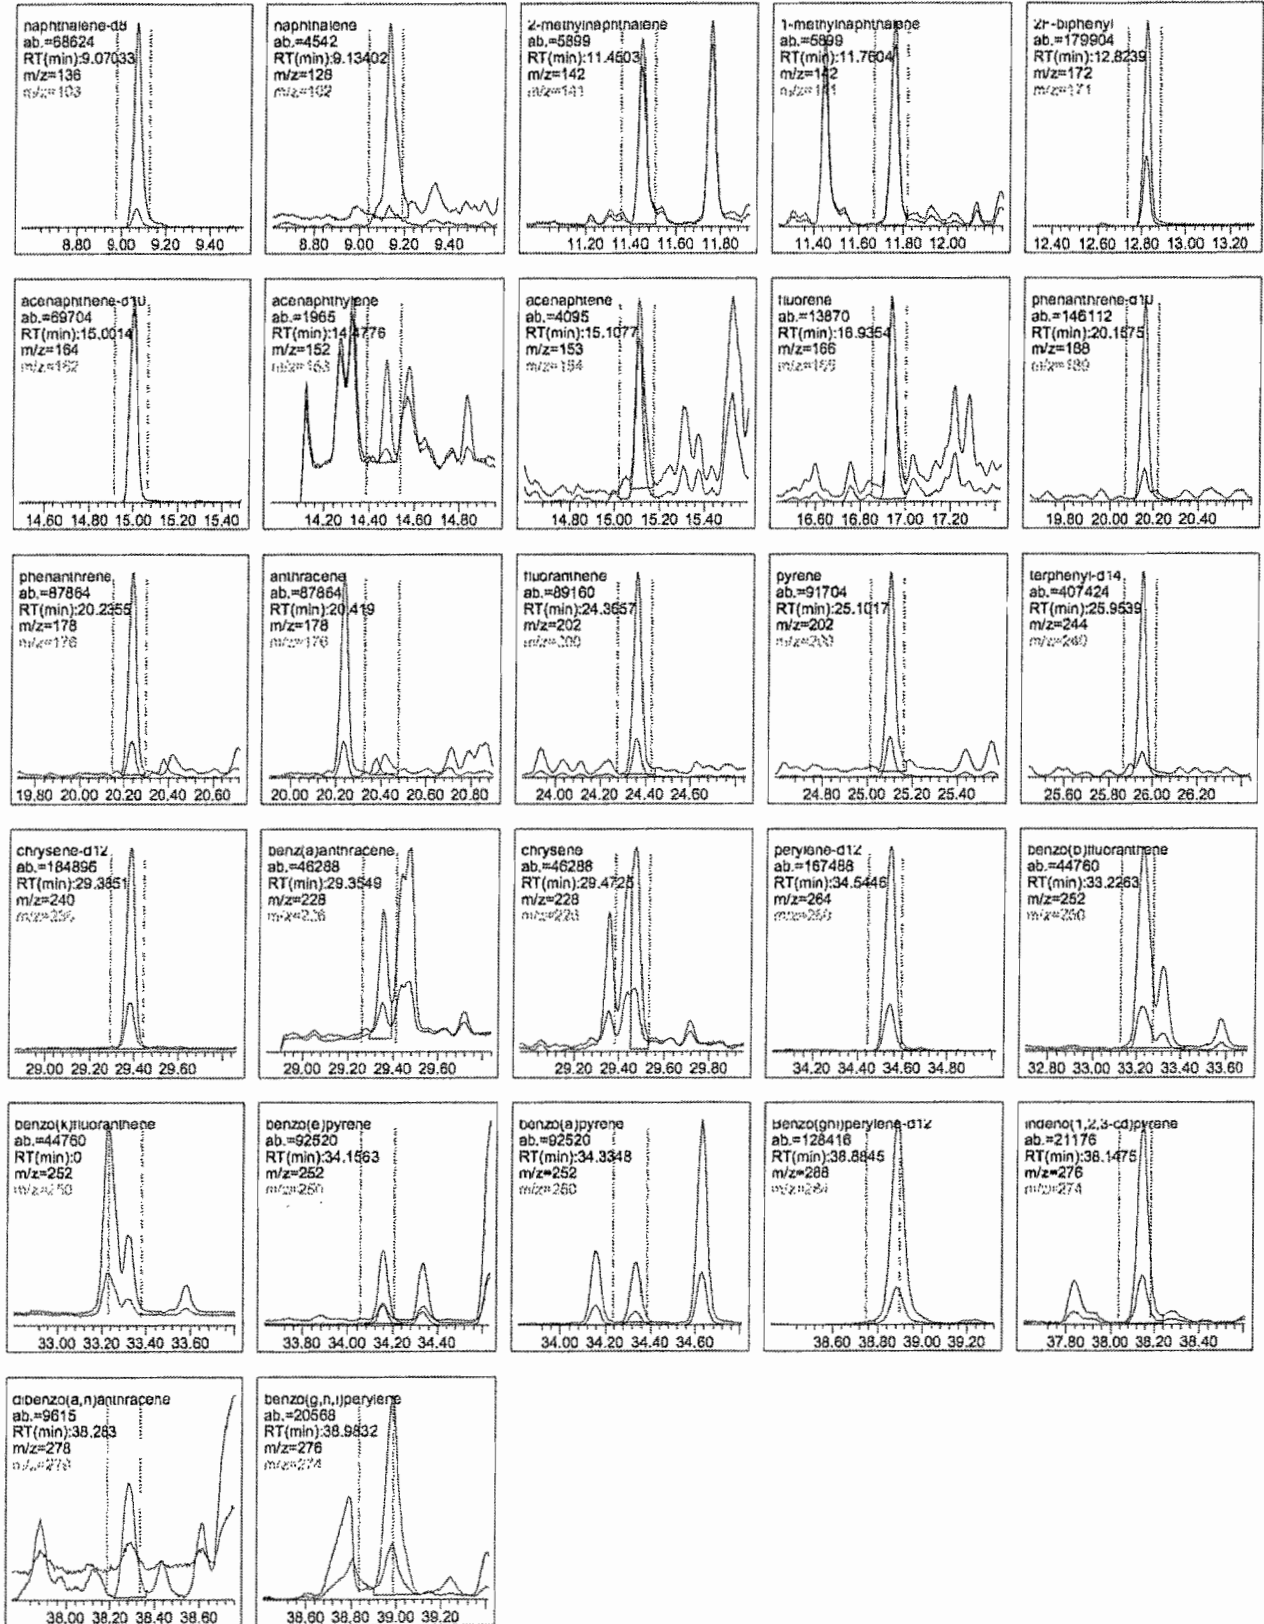 naphthalene-d8
ab.=68624
RT(min):9.07033
m/z=136
m/z=103
8.80 9.00 9.20 9.40
naphthalene
ab.=4542
RT(min):9.13402
m/z=128
m/z=102
8.80 9.00 9.20 9.40
2-methylnaphthalene
ab.=5899
RT(min):11.4503
m/z=142
m/z=141
11.20 11.40 11.60 11.80
1-methylnaphthalene
ab.=5899
RT(min):11.7604
m/z=142
m/z=141
11.40 11.60 11.80 12.00
2F-biphenyl
ab.=179904
RT(min):12.8239
m/z=172
m/z=171
12.40 12.60 12.80 13.00 13.20
acenaphthene-d10
ab.=69704
RT(min):15.0014
m/z=164
m/z=162
14.60 14.80 15.00 15.20 15.40
acenaphthylene
ab.=1965
RT(min):14.4776
m/z=152
m/z=153
14.20 14.40 14.60 14.80
acenaphtene
ab.=4095
RT(min):15.1077
m/z=153
m/z=154
14.80 15.00 15.20 15.40
fluorene
ab.=13870
RT(min):16.9354
m/z=166
m/z=165
16.60 16.80 17.00 17.20
phenanthrene-d10
ab.=146112
RT(min):20.1575
m/z=188
m/z=189
19.80 20.00 20.20 20.40
phenanthrene
ab.=87864
RT(min):20.2355
m/z=178
m/z=176
19.80 20.00 20.20 20.40 20.60
anthracene
ab.=87864
RT(min):20.419
m/z=178
m/z=176
20.00 20.20 20.40 20.60 20.80
fluoranthene
ab.=89160
RT(min):24.3657
m/z=202
m/z=200
24.00 24.20 24.40 24.60
pyrene
ab.=91704
RT(min):25.1017
m/z=202
m/z=200
24.80 25.00 25.20 25.40
terphenyl-d14
ab.=407424
RT(min):25.9539
m/z=244
m/z=240
25.60 25.80 26.00 26.20
chrysene-d12
ab.=184896
RT(min):29.3851
m/z=240
29.00 29.20 29.40 29.60
benz(a)anthracene
ab.=46288
RT(min):29.3549
m/z=228
m/z=226
29.00 29.20 29.40 29.60
chrysene
ab.=46288
RT(min):29.4725
m/z=228
29.20 29.40 29.60 29.80
perylene-d12
ab.=167488
RT(min):34.5446
m/z=264
m/z=260
34.20 34.40 34.60 34.80
benzo(b)fluoranthene
ab.=44760
RT(min):33.2263
m/z=252
m/z=250
32.80 33.00 33.20 33.40 33.60
benzo(k)fluoranthene
ab.=44760
RT(min):0
m/z=252
m/z=250
33.00 33.20 33.40 33.60
benzo(e)pyrene
ab.=92520
RT(min):34.1563
m/z=252
m/z=250
33.80 34.00 34.20 34.40
benzo(a)pyrene
ab.=92520
RT(min):34.3348
m/z=252
m/z=250
34.00 34.20 34.40 34.60
Benzo(ghi)perylene-d12
ab.=128416
RT(min):38.8845
m/z=288
m/z=284
38.60 38.80 39.00 39.20
indeno(1,2,3-cd)pyrene
ab.=21176
RT(min):38.1475
m/z=276
m/z=274
37.80 38.00 38.20 38.40
dibenzo(a,h)anthracene
ab.=9615
RT(min):38.283
m/z=278
38.00 38.20 38.40 38.60
benzo(g,h,i)perylene
ab.=20568
RT(min):38.9832
m/z=276
m/z=274
38.60 38.80 39.00 39.20